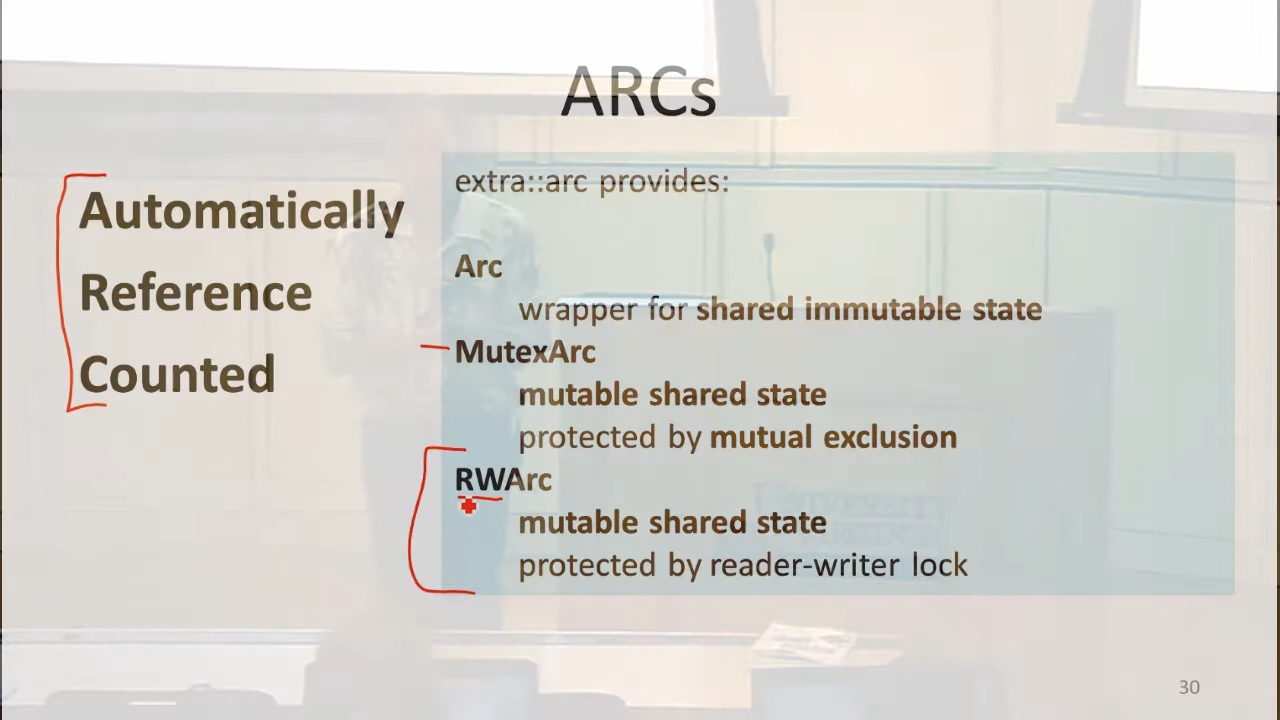 ARCs
Automatically
Reference
Counted
extra::arc provides:
Arc
wrapper for shared immutable state
MutexArc
mutable shared state
protected by mutual exclusion
RWArc
mutable shared state
protected by reader-writer lock
UNIVERSITY
30